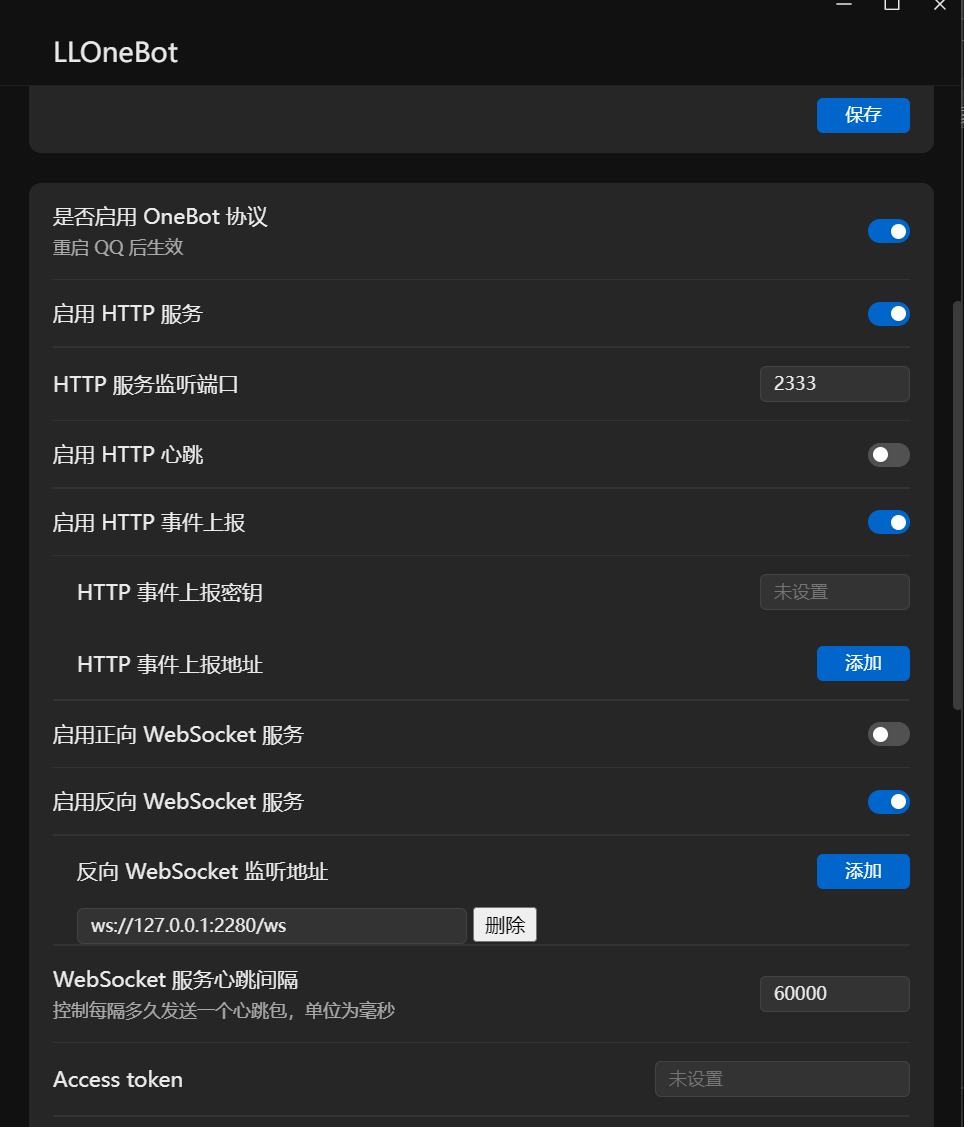 LLOneBot
保存
是否启用 OneBot 协议
重启 QQ 后生效
启用 HTTP 服务
HTTP 服务监听端口
2333
启用 HTTP 心跳
启用 HTTP 事件上报
HTTP 事件上报密钥
未设置
HTTP 事件上报地址
添加
启用正向 WebSocket 服务
启用反向 WebSocket 服务
反向 WebSocket 监听地址
添加
ws://127.0.0.1:2280/ws
删除
WebSocket 服务心跳间隔
控制每隔多久发送一个心跳包，单位为毫秒
60000
Access token
未设置